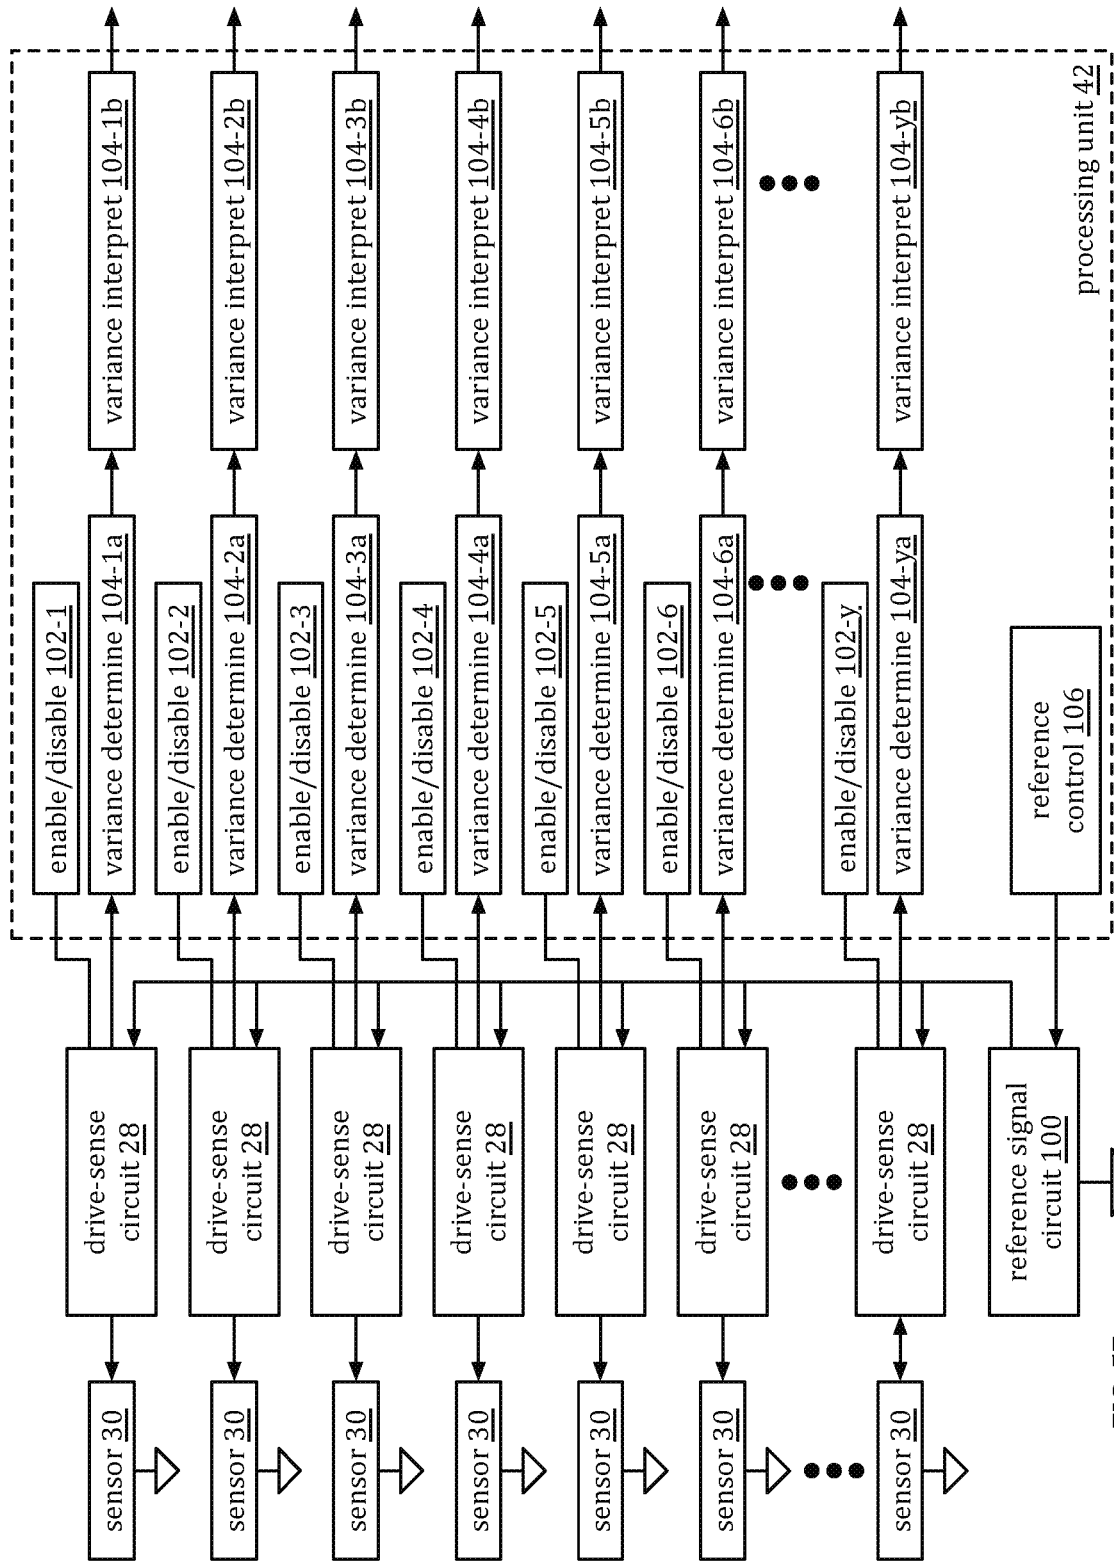 sensor 30
drive-sense
circuit 28
enable/disable 102-1
variance determine 104-1a
variance interpret 104-1b
sensor 30
drive-sense
circuit 28
enable/disable 102-2
variance determine 104-2a
variance interpret 104-2b
sensor 30
drive-sense
circuit 28
enable/disable 102-3
variance determine 104-3a
variance interpret 104-3b
sensor 30
drive-sense
circuit 28
enable/disable 102-4
variance determine 104-4a
variance interpret 104-4b
sensor 30
drive-sense
circuit 28
enable/disable 102-5
variance determine 104-5a
variance interpret 104-5b
sensor 30
drive-sense
circuit 28
enable/disable 102-6
variance determine 104-6a
variance interpret 104-6b
sensor 30
drive-sense
circuit 28
enable/disable 102-y
variance determine 104-ya
variance interpret 104-yb
reference signal
circuit 100
reference
control 106
processing unit 42